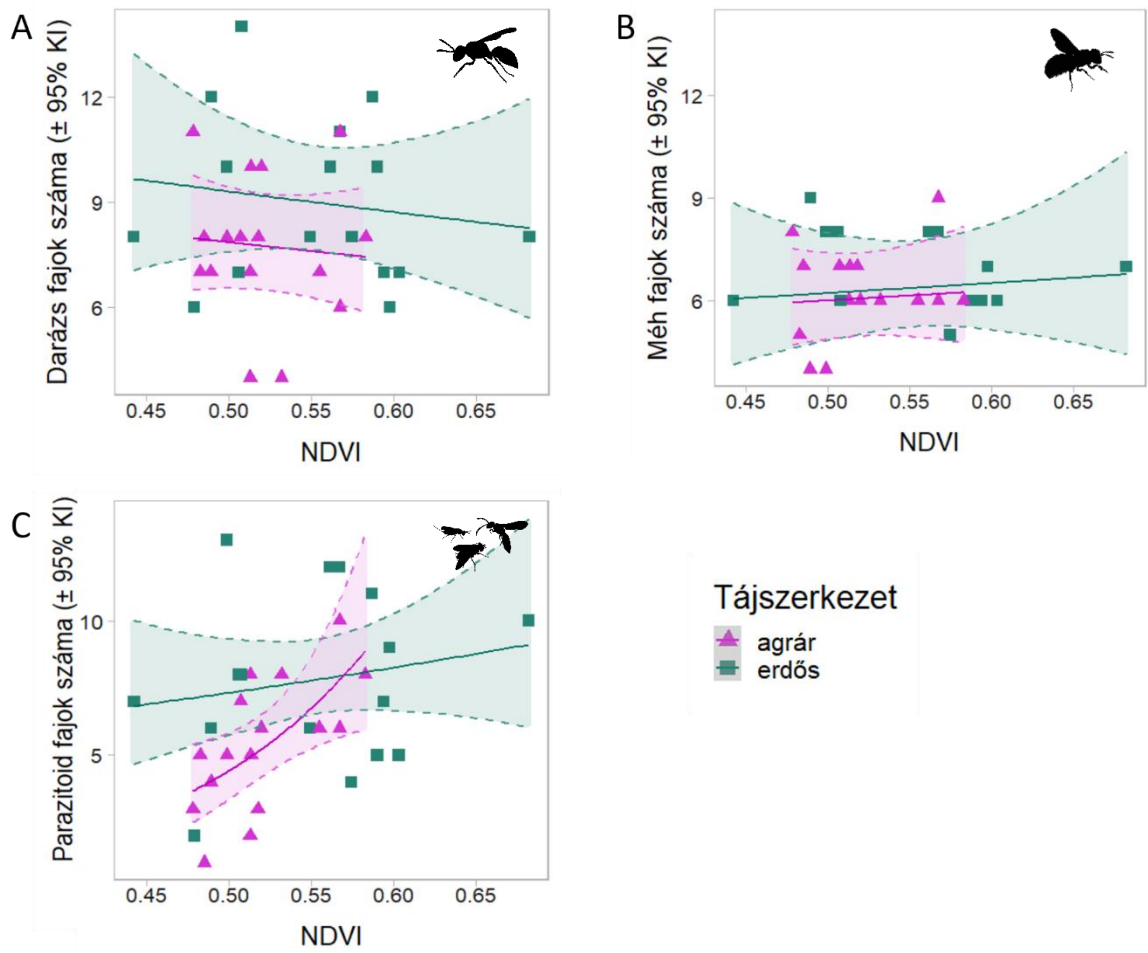 A
Darázs fajok száma (± 95% KI)
12
9
6
0.45 0.50 0.55 0.60 0.65
NDVI
B
Méh fajok száma (± 95% KI)
12
9
6
0.45 0.50 0.55 0.60 0.65
NDVI
C
Parazitoid fajok száma (± 95% KI)
10
5
0.45 0.50 0.55 0.60 0.65
NDVI
Tájszerkezet
agrár
erdős